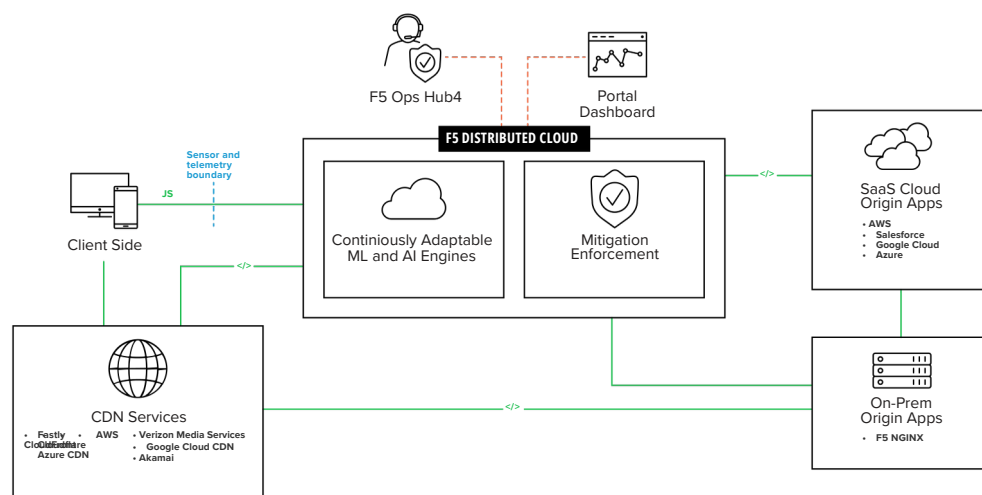 F5 Ops Hub4
Portal
Dashboard
F5 DISTRIBUTED CLOUD
Sensor and
telemetry
boundary
JS
Client Side
Continiously Adaptable
ML and AI Engines
Mitigation
Enforcement
</>
</>
SaaS Cloud
Origin Apps
• AWS
• Salesforce
• Google Cloud
• Azure
CDN Services
• Fastly
• AWS
Azure CDN
• Verizon Media Services
• Google Cloud CDN
• Akamai
</>
On-Prem
Origin Apps
• F5 NGINX